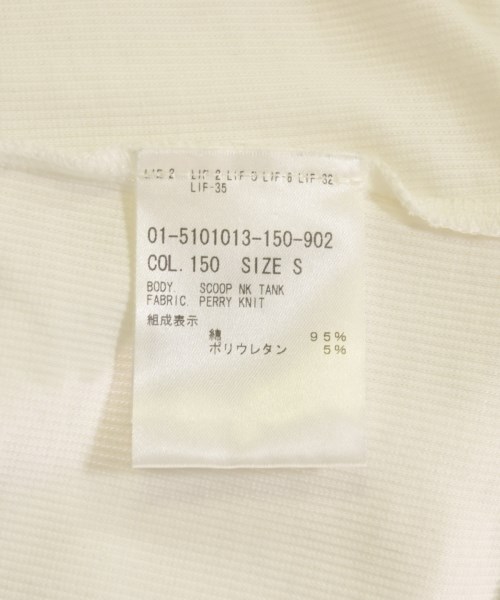 LIF-2 LIF-2 LIF-5 LIF-6 LIF-32
LIF-35
01-5101013-150-902
COL.150 SIZE S
BODY. SCOOP NK TANK
FABRIC. PERRY KNIT
組成表示
綿 95%
ポリウレタン 5%